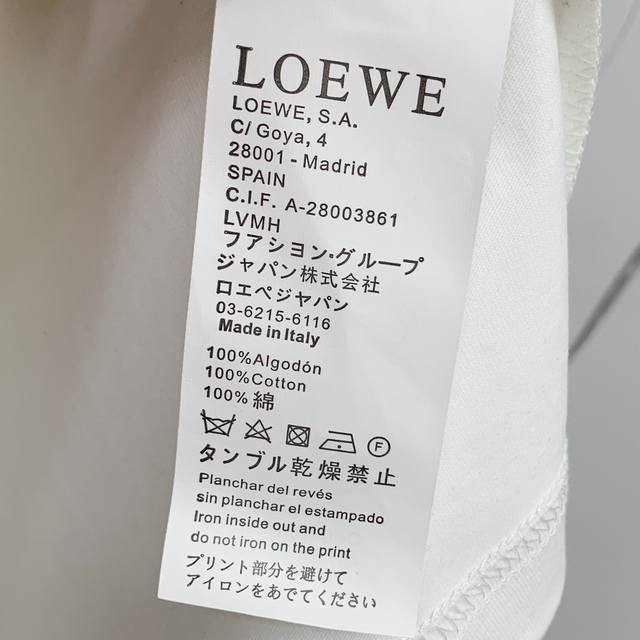 LOEWE
LOEWE, S.A.
C/ Goya, 4
28001 - Madrid
SPAIN
C.I.F. A-28003861
LVMH
フアショヨン·グループ
ジャパン株式会社
ロエペジャパン
03-6215-6116
Made in Italy
100%Algodón
100%Cotton
100% 綿
F
タンブル乾燥禁止
Planchar del revés
sin planchar el estampado
Iron inside out and
do not iron on the print
プリント部分を避けて
アイロンをあでてください